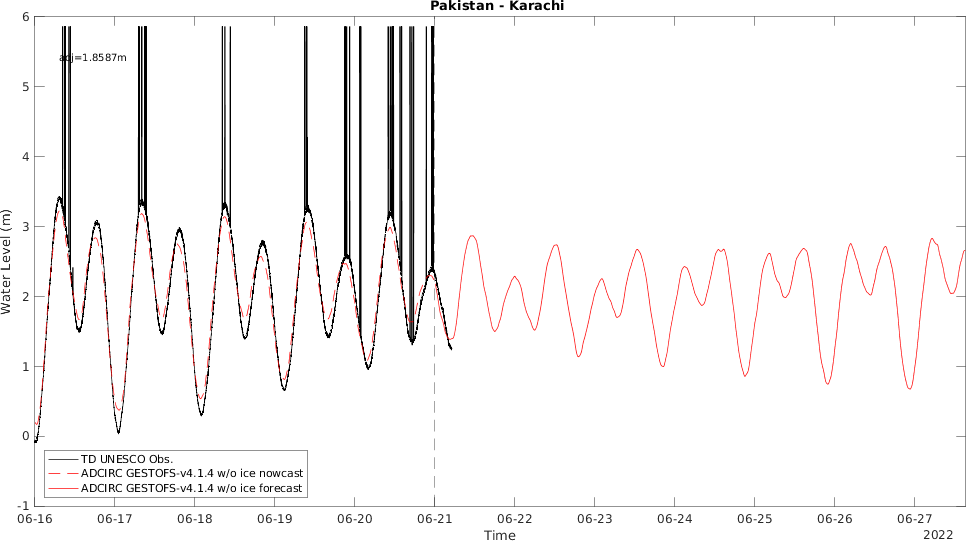 Pakistan - Karachi
adj=1.8587m
6
5
4
3
2
1
0
-1
Water Level (m)
TD UNESCO Obs.
ADCIRC GESTOFS-v4.1.4 w/o ice nowcast
ADCIRC GESTOFS-v4.1.4 w/o ice forecast
06-16 06-17 06-18 06-19 06-20 06-21 06-22 06-23 06-24 06-25 06-26 06-27
Time
2022